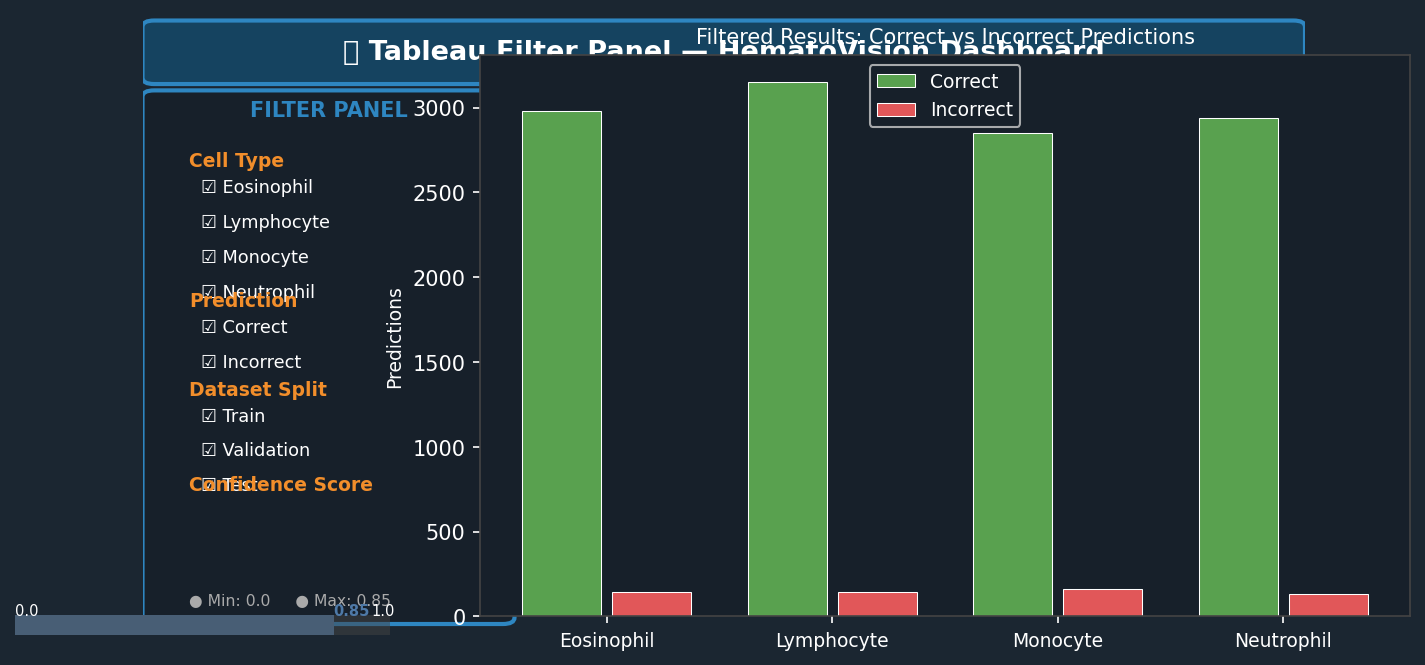 Filtered Results: Correct vs Incorrect Predictions
Tableau Filter Panel — HematoVision Dashboard
FILTER PANEL
Cell Type
☑ Eosinophil
☑ Lymphocyte
☑ Monocyte
☑ Neutrophil
Prediction
☑ Correct
☑ Incorrect
Dataset Split
☑ Train
☑ Validation
☑ Test
Confidence Score
● Min: 0.0 ● Max: 0.85
0.0 0.85 1.0
Correct
Incorrect
Predictions
3000
2500
2000
1500
1000
500
0
Eosinophil Lymphocyte Monocyte Neutrophil